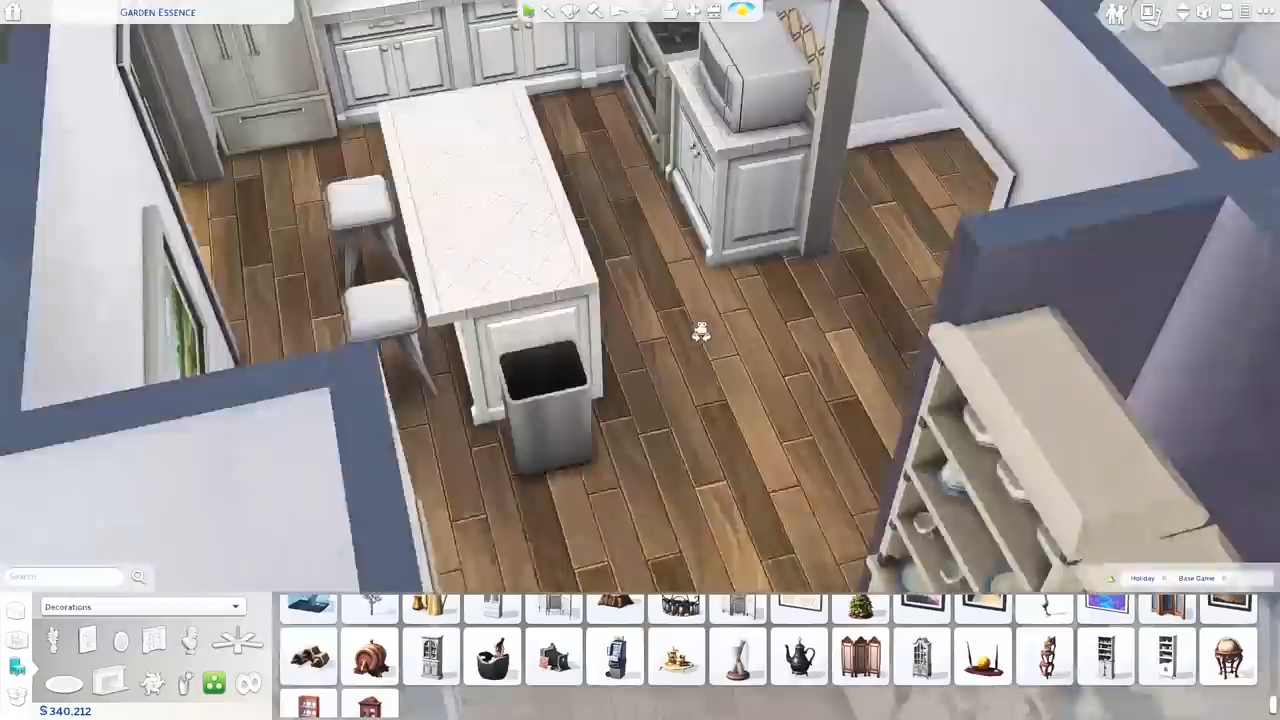 GARDEN ESSENCE
Search
Holiday
Base Game
Decorations
$340,212